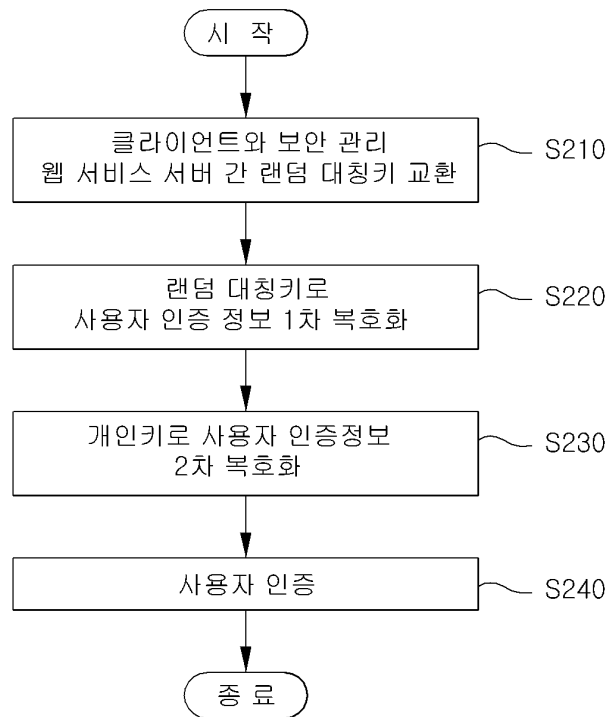 시 작
클라이언트와 보안 관리
웹 서비스 서버 간 랜덤 대칭키 교환
S210
랜덤 대칭키로
사용자 인증 정보 1차 복호화
S220
개인키로 사용자 인증정보
2차 복호화
S230
사용자 인증
S240
종 료